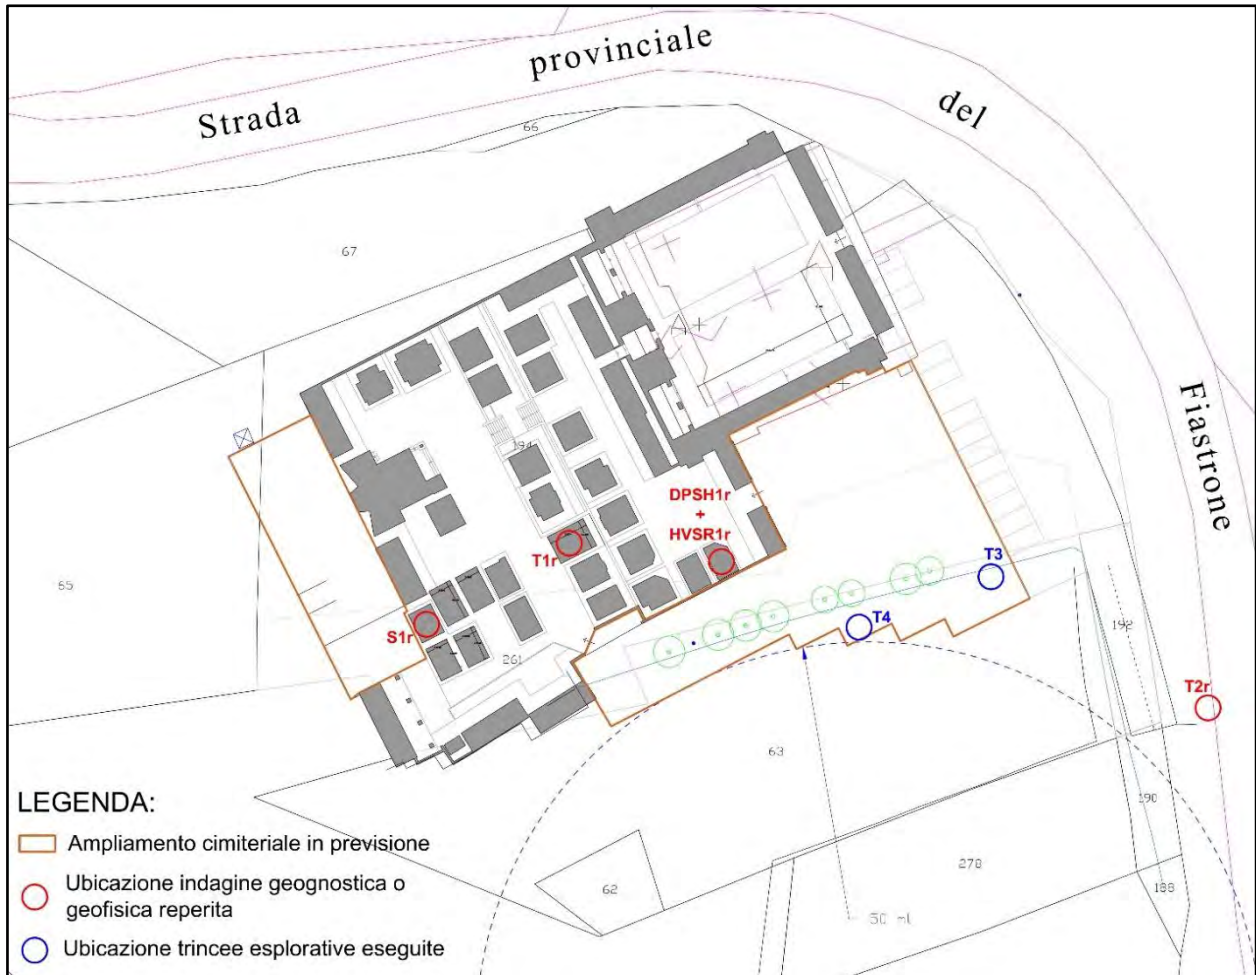 Strada provinciale del Fiastrone
66
67
194
65
DPSH1r
+
HVSR1r
T1r
T3
S1r
T4
261
192
T2r
63
190
270
62
188
50 ml
LEGENDA:
Ampliamento cimiteriale in previsione
Ubicazione indagine geognostica o
geofisica reperita
Ubicazione trincee esplorative eseguite